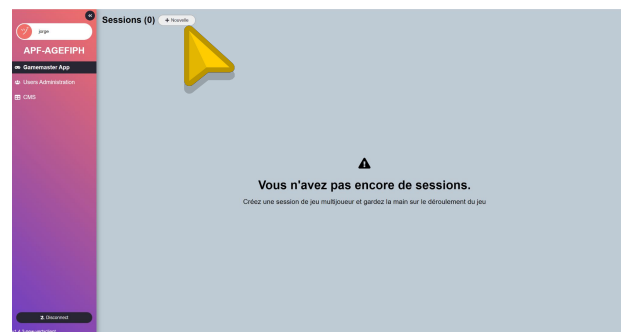 Sessions (0) + Nouvelle
jorge
APF-AGEFIPH
Gamemaster App
Users Administration
CMS
Vous n'avez pas encore de sessions.
Créez une session de jeu multijoueur et gardez la main sur le déroulement du jeu
Disconnect